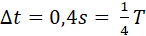 Δt = 0,4s = 1/4 T